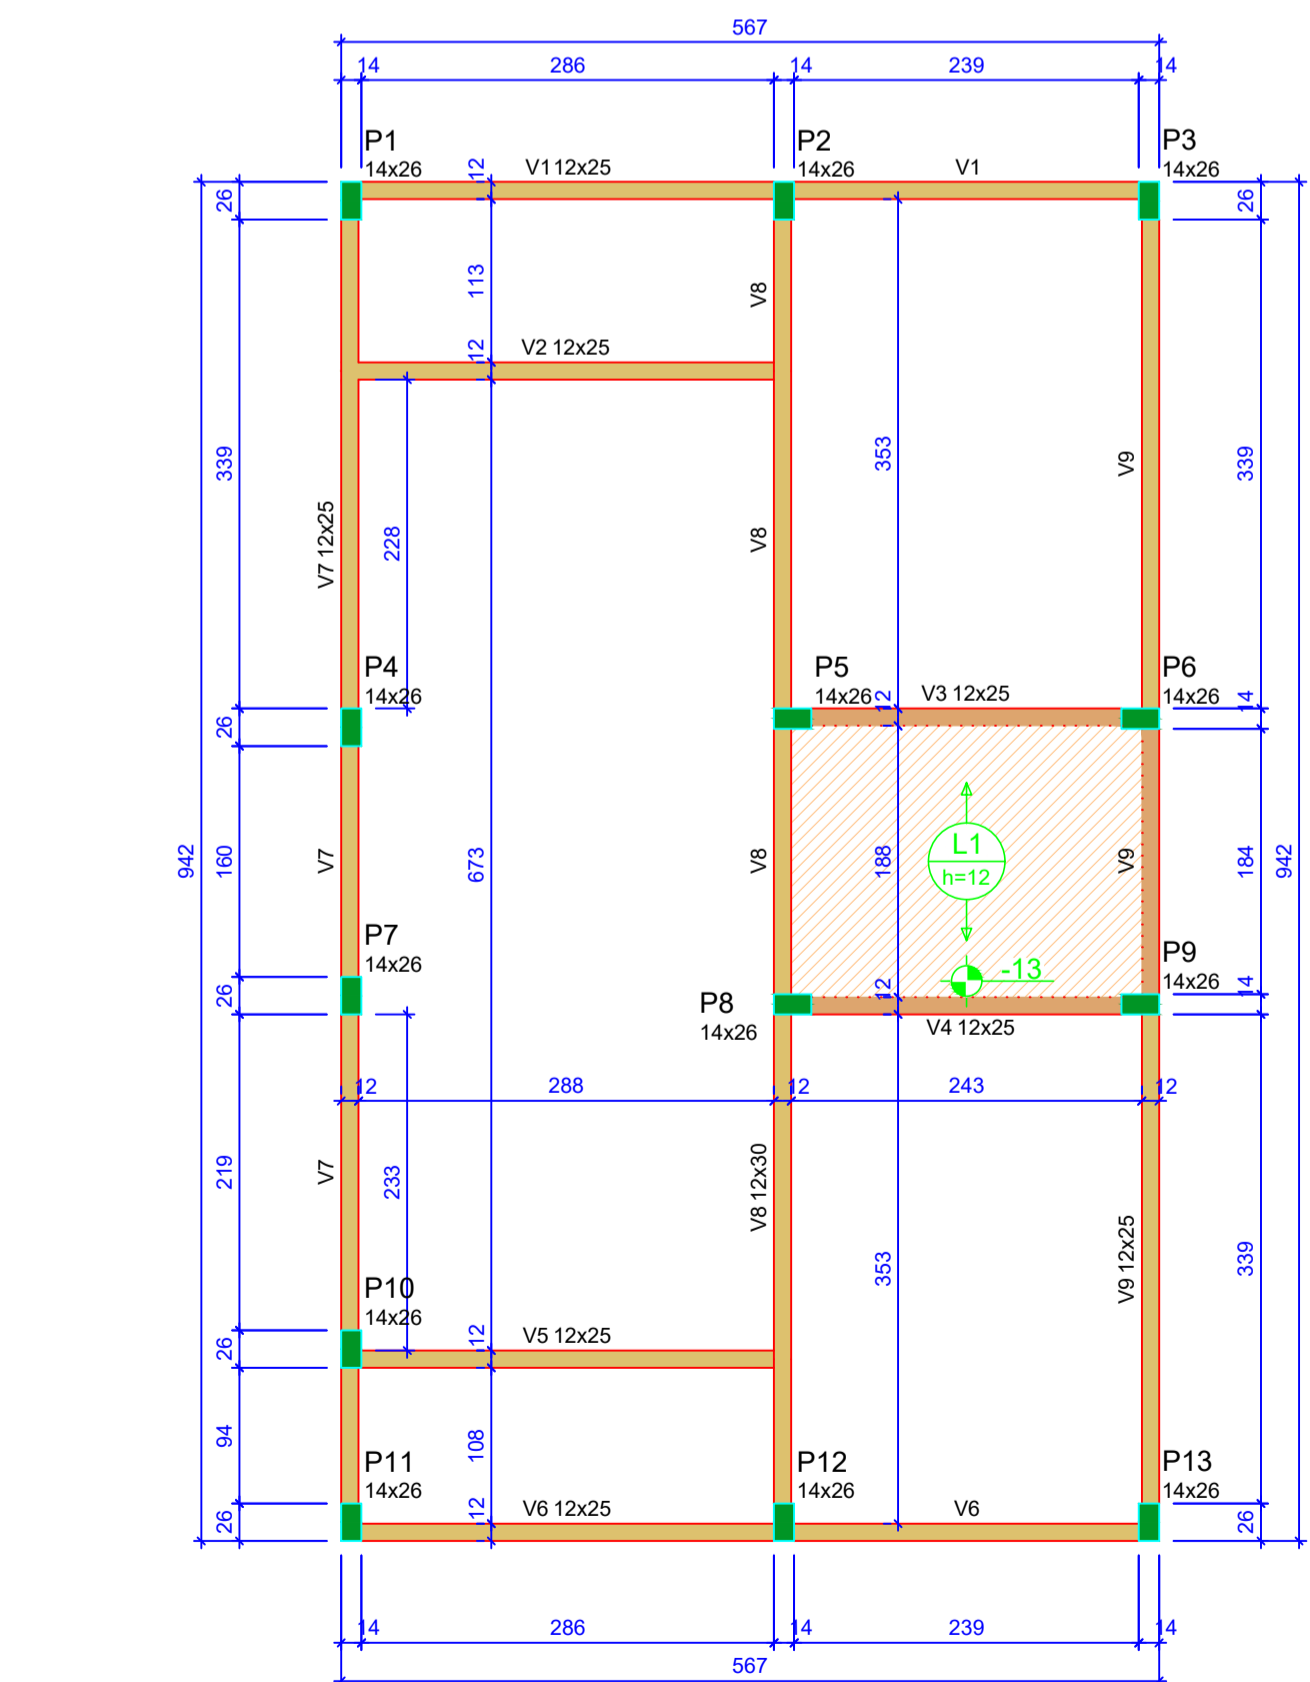 567
14 286 14 239 14
P1 P2 P3
14x26 12 V1 12x25 14x26 V1 14x26
26 26
113 V8
12 V2 12x25
339 353 V9 339
V7 12x25 228 V8
P4 P5 P6
14x26 14x26 12 V3 12x25 14x26 14
26
942 160 V7 673 V8 188 L1 V9 184 942
h=12
P7
14x26
26 12 -13 P9
14x26 14
P8
14x26 V4 12x25
12 288 12 243 12
219 V7 233 V8 12x30
353 V9 12x25 339
P10
14x26
26 12 V5 12x25
94 108
P11 P12 P13
14x26 14x26 14x26
26 12 V6 12x25 V6 26
14 286 14 239 14
567